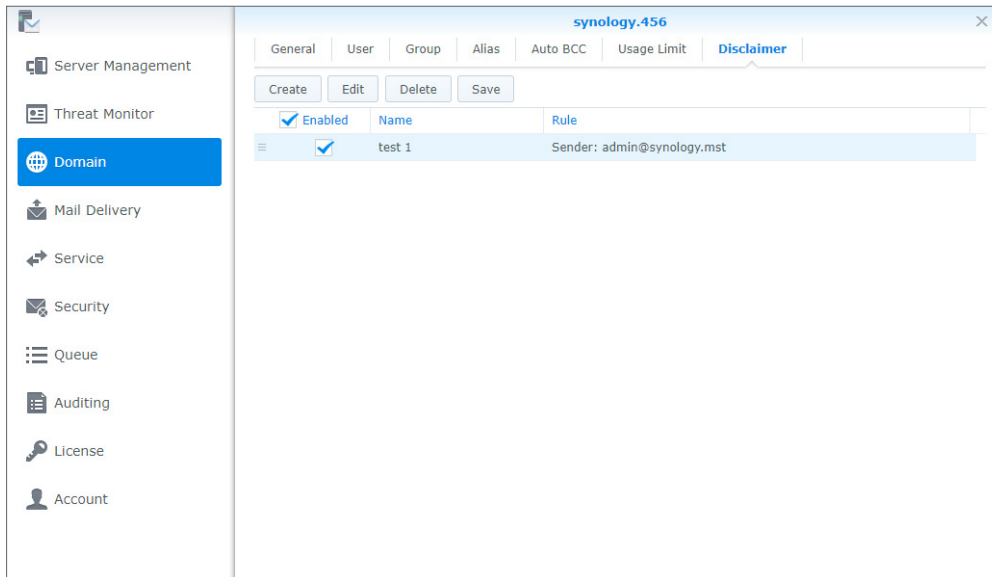 synology.456
General User Group Alias Auto BCC Usage Limit Disclaimer
Create Edit Delete Save
Enabled Name Rule
test 1 Sender: admin@synology.mst
Server Management
Threat Monitor
Domain
Mail Delivery
Service
Security
Queue
Auditing
License
Account